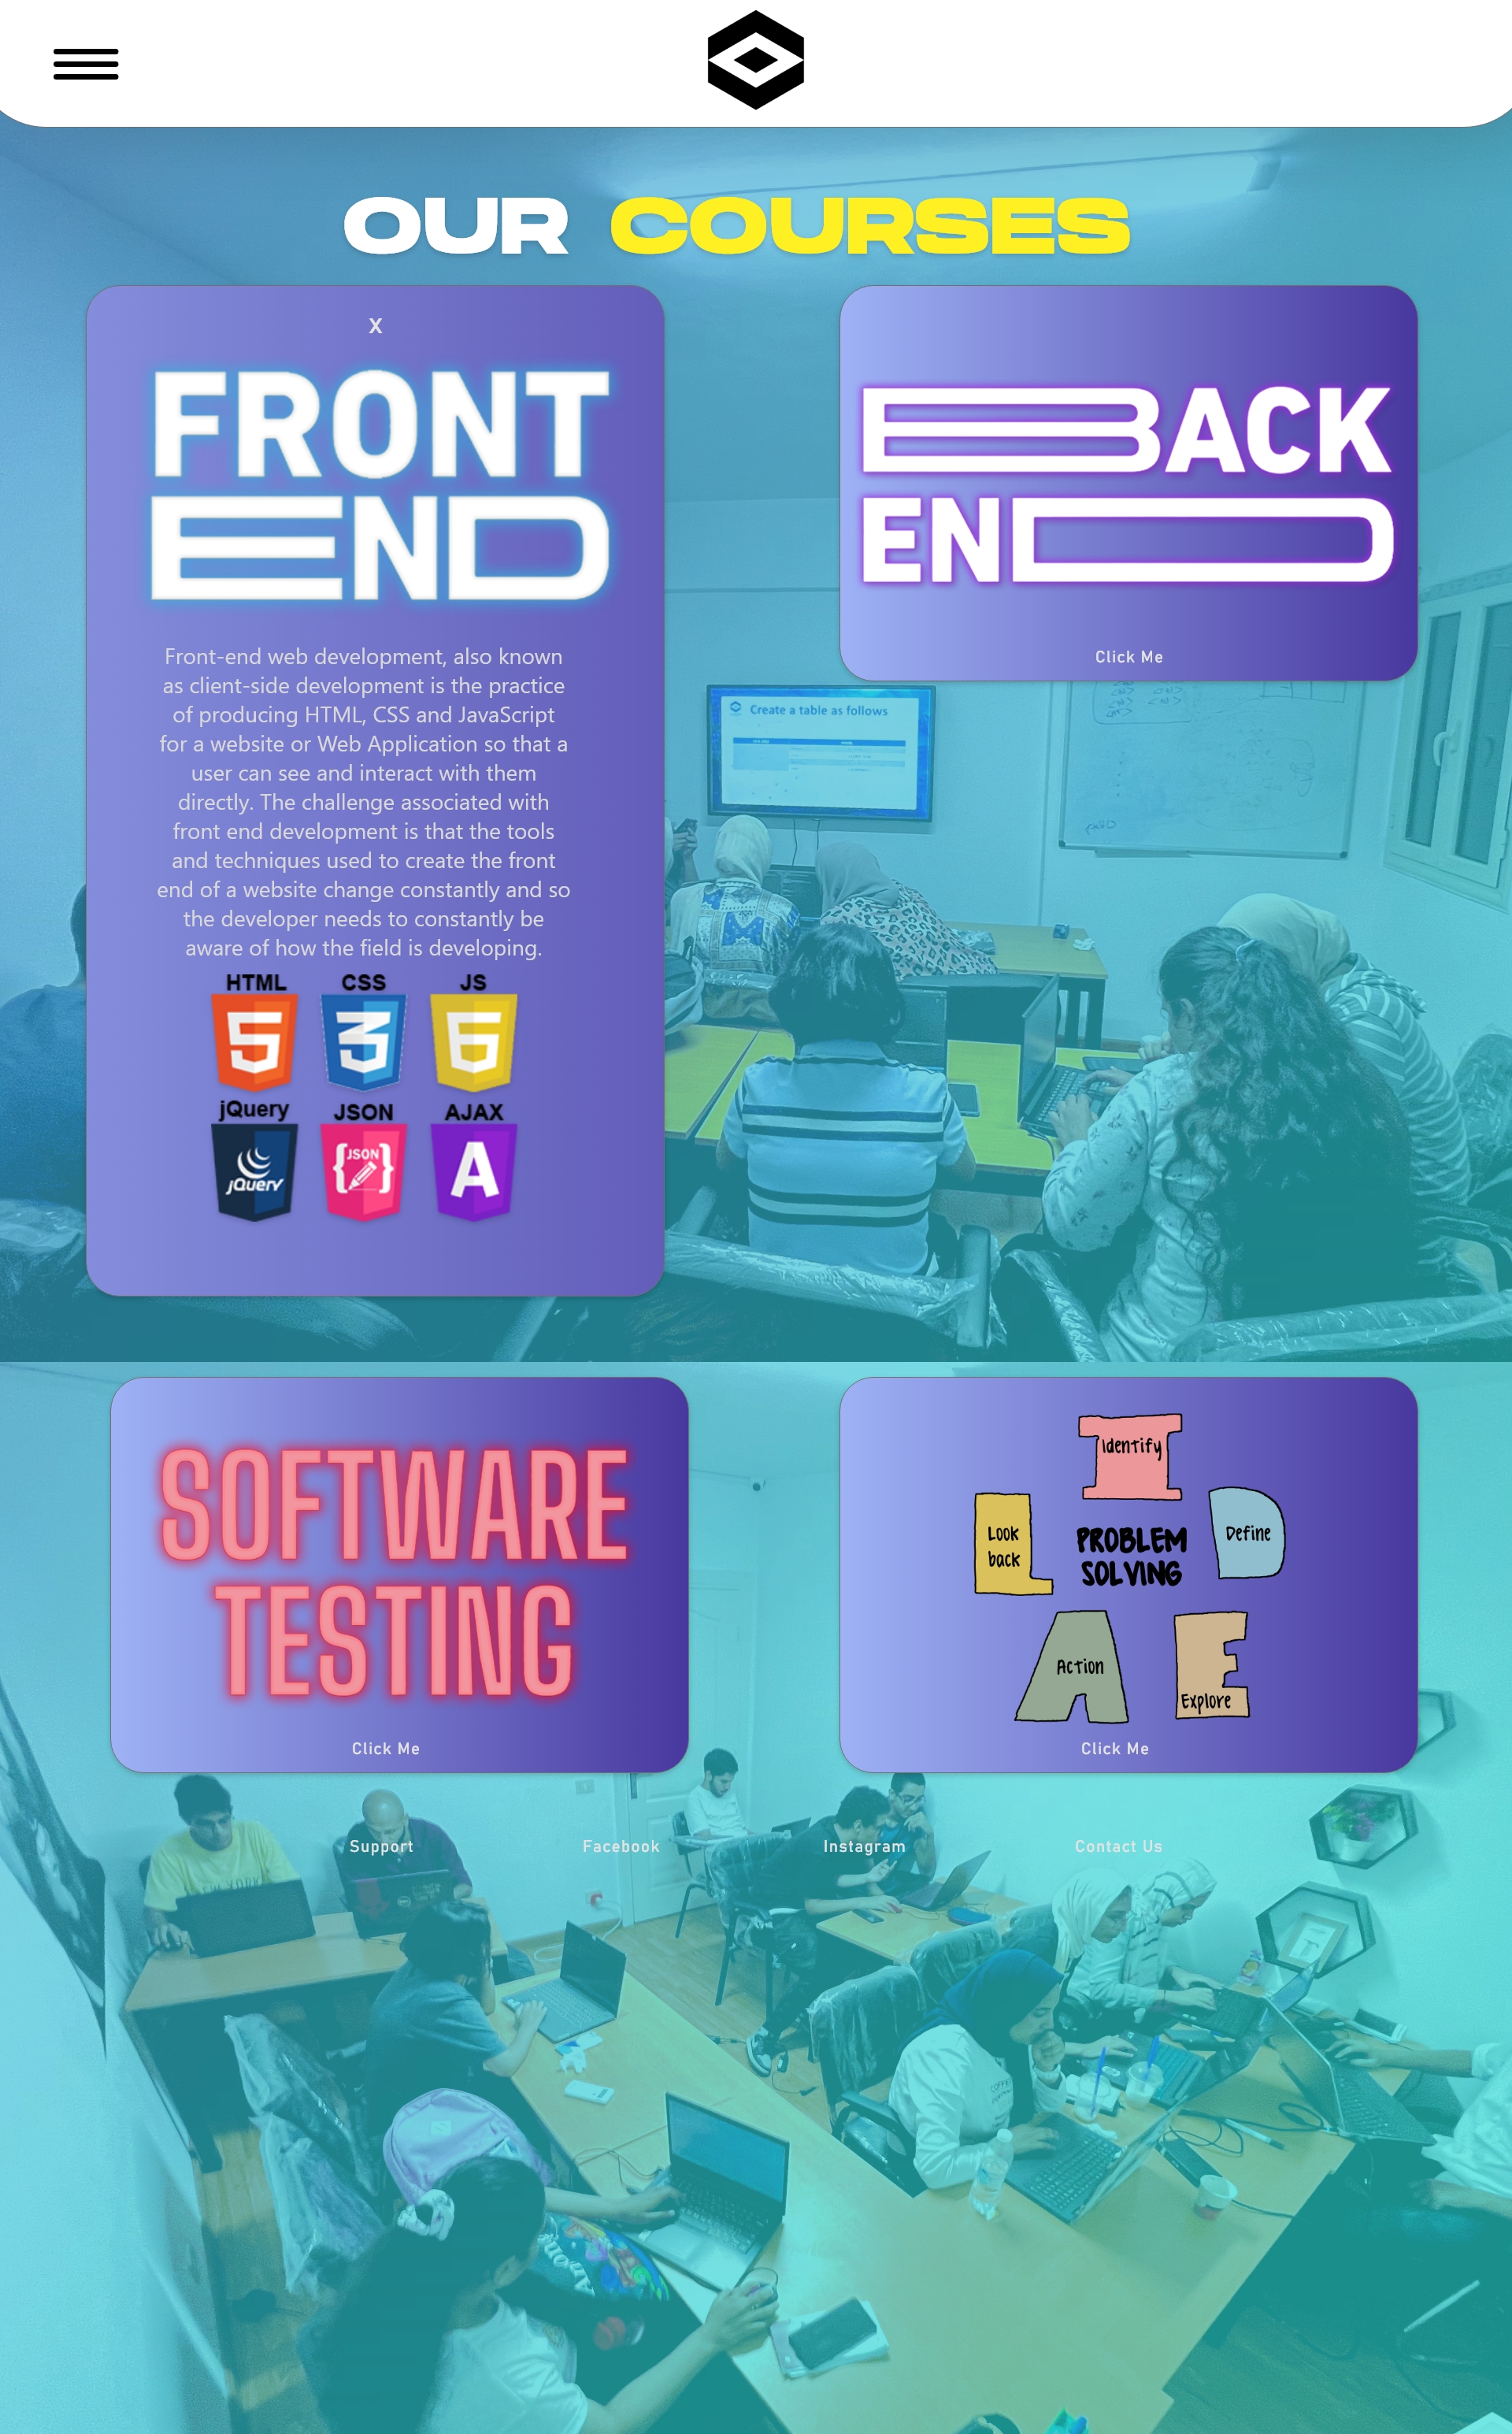 OUR COURSES
X
FRONT
END
Front-end web development, also known
as client-side development is the practice
of producing HTML, CSS and JavaScript
for a website or Web Application so that a
user can see and interact with them
directly. The challenge associated with
front end development is that the tools
and techniques used to create the front
end of a website change constantly and so
the developer needs to constantly be
aware of how the field is developing.
HTML CSS JS
5 3 6
jQuery JSON AJAX
jQuery {JSON} A
BACK
END
Click Me
Create a table as follows
SOFTWARE
TESTING
Click Me
I
Identify
L
Look
back
PROBLEM
SOLVING
D
Define
A
Action
E
Explore
Click Me
Support Facebook Instagram Contact Us